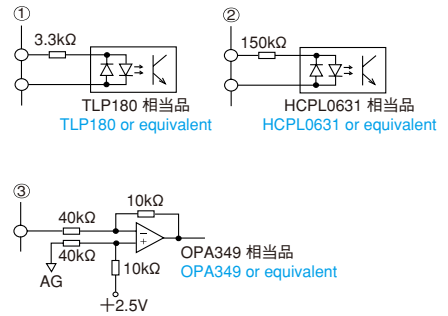 ①
3.3kΩ
TLP180 相当品
TLP180 or equivalent
②
150kΩ
HCPL0631 相当品
HCPL0631 or equivalent
③
10kΩ
40kΩ
40kΩ
10kΩ
AG
+2.5V
−
+
OPA349 相当品
OPA349 or equivalent